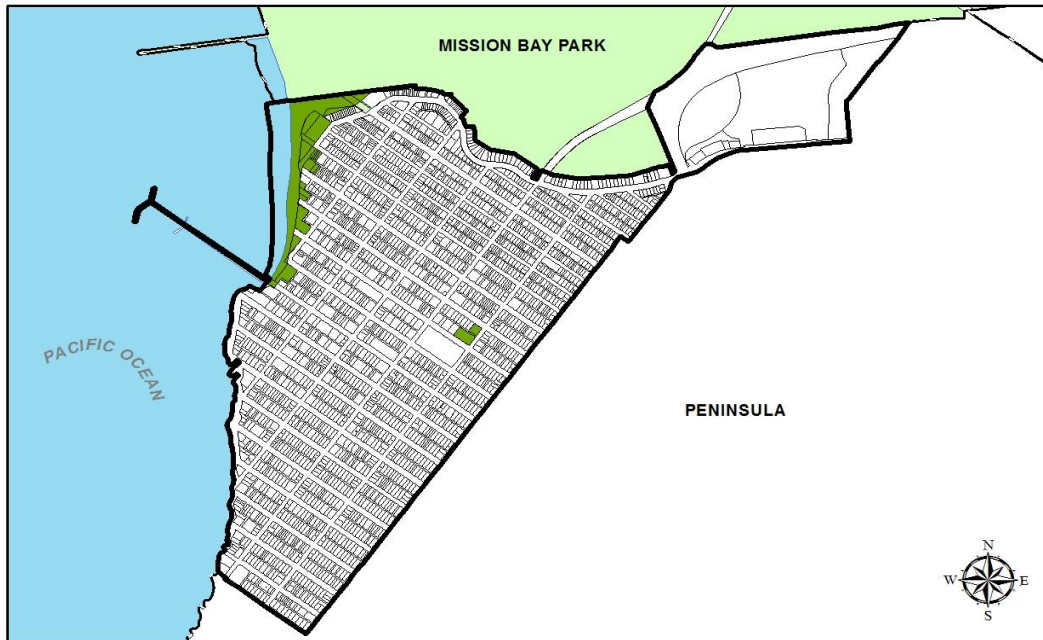 MISSION BAY PARK
PACIFIC OCEAN
PENINSULA
N
W E
S